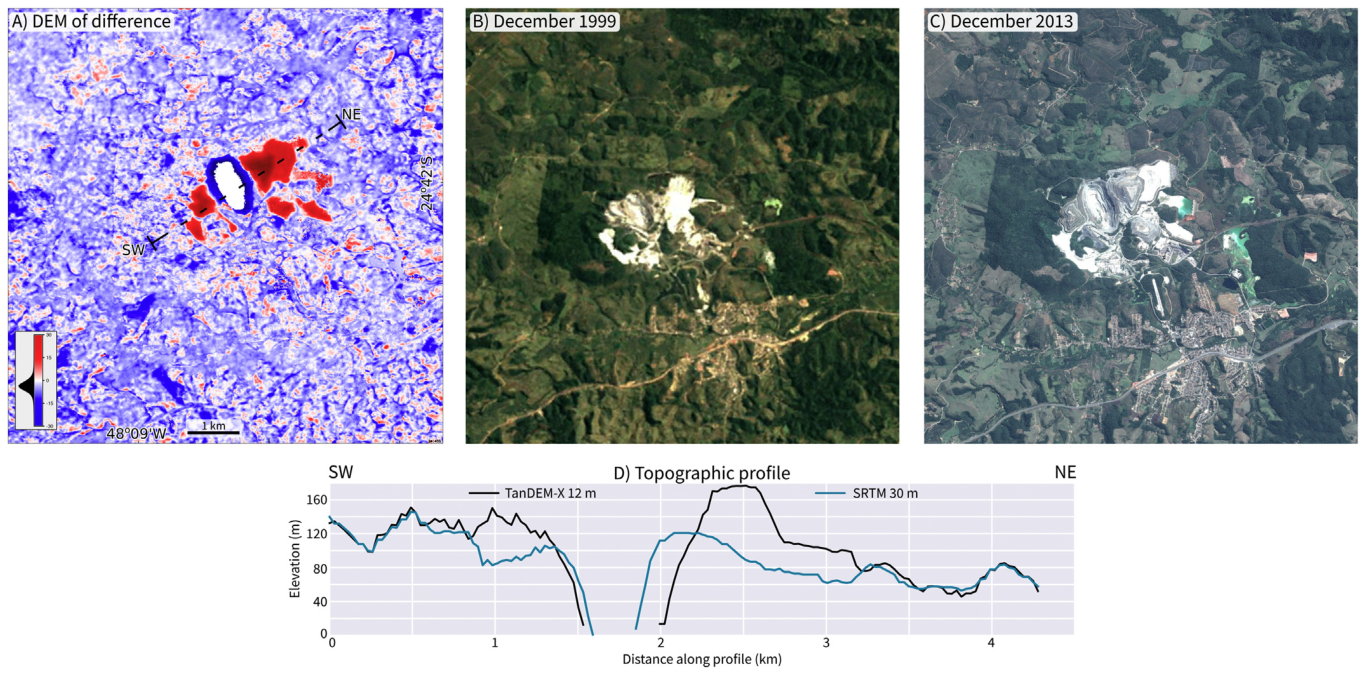 A) DEM of difference
B) December 1999
C) December 2013
NE
24°42'S
SW
30
15
0
-15
-30
48°09'W
1 km
SW
D) Topographic profile
NE
TanDEM-X 12 m
SRTM 30 m
Elevation (m)
160
120
80
40
0
0 1 2 3 4
Distance along profile (km)